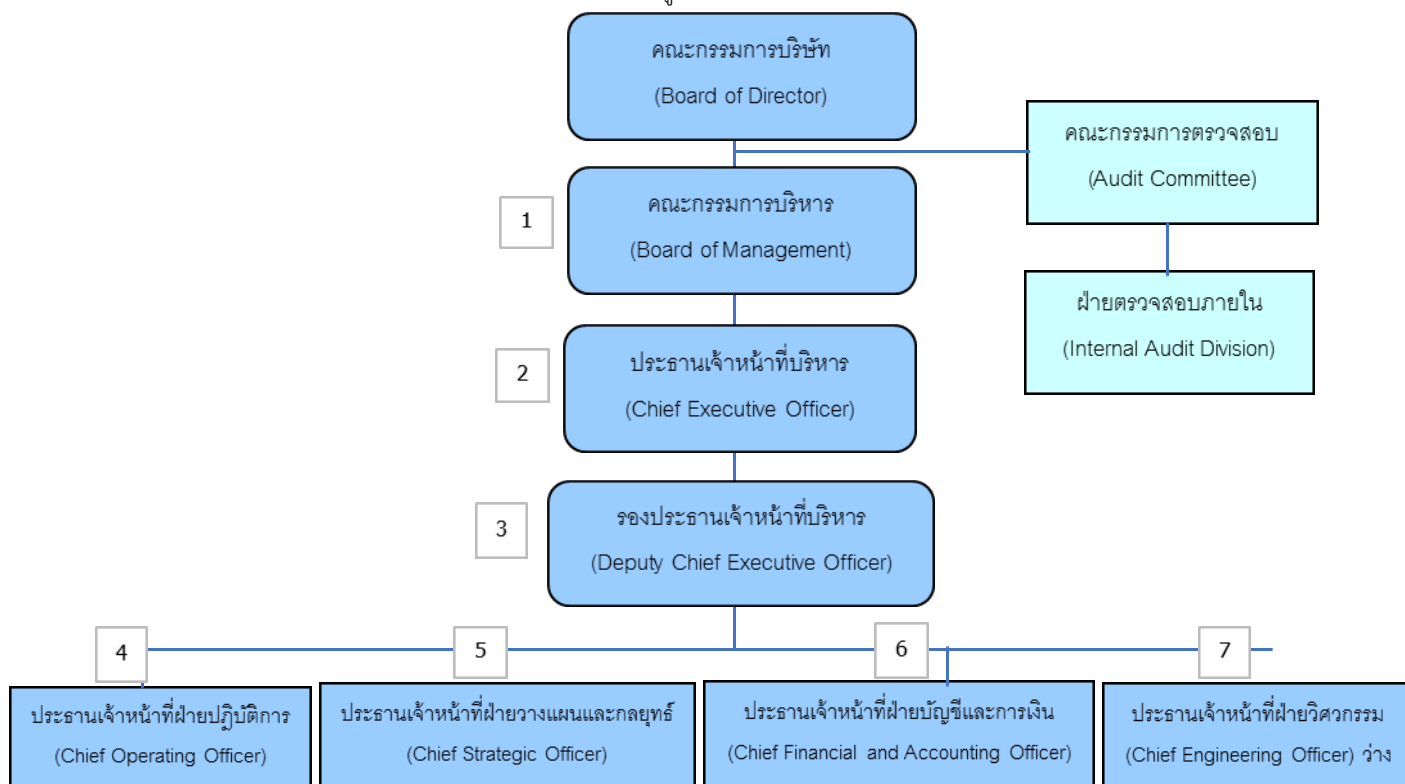 คณะกรรมการบริษัท
(Board of Director)
คณะกรรมการตรวจสอบ
(Audit Committee)
1
คณะกรรมการบริหาร
(Board of Management)
ฝ่ายตรวจสอบภายใน
(Internal Audit Division)
2
ประธานเจ้าหน้าที่บริหาร
(Chief Executive Officer)
3
รองประธานเจ้าหน้าที่บริหาร
(Deputy Chief Executive Officer)
4
5
6
7
ประธานเจ้าหน้าที่ฝ่ายปฏิบัติการ
(Chief Operating Officer)
ประธานเจ้าหน้าที่ฝ่ายวางแผนและกลยุทธ์
(Chief Strategic Officer)
ประธานเจ้าหน้าที่ฝ่ายบัญชีและการเงิน
(Chief Financial and Accounting Officer)
ประธานเจ้าหน้าที่ฝ่ายวิศวกรรม
(Chief Engineering Officer) ว่าง